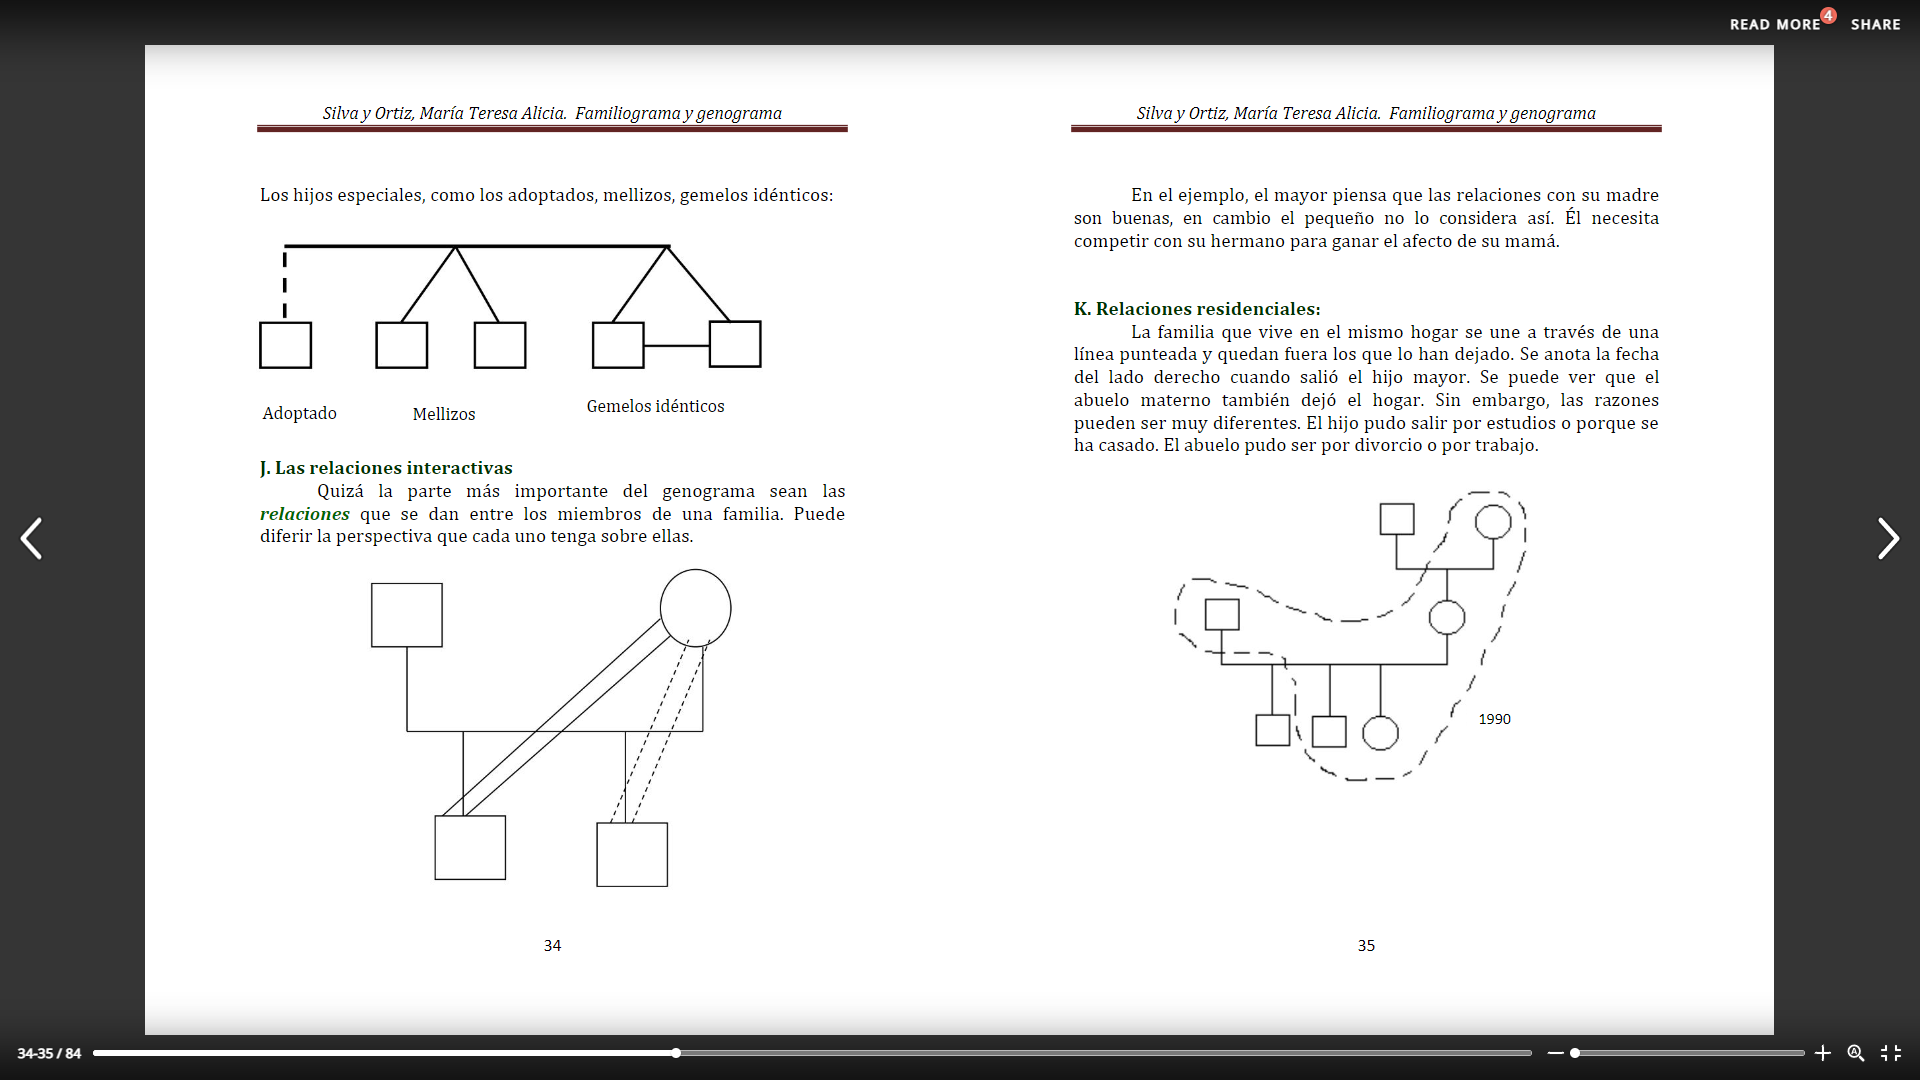 READ MORE 4 SHARE
Silva y Ortiz, María Teresa Alicia. Familiograma y genograma
Los hijos especiales, como los adoptados, mellizos, gemelos idénticos:
Adoptado
Mellizos
Gemelos idénticos
J. Las relaciones interactivas
Quizá la parte más importante del genograma sean las
relaciones que se dan entre los miembros de una familia. Puede
diferir la perspectiva que cada uno tenga sobre ellas.
34
Silva y Ortiz, María Teresa Alicia. Familiograma y genograma
En el ejemplo, el mayor piensa que las relaciones con su madre
son buenas, en cambio el pequeño no lo considera así. Él necesita
competir con su hermano para ganar el afecto de su mamá.
K. Relaciones residenciales:
La familia que vive en el mismo hogar se une a través de una
línea punteada y quedan fuera los que lo han dejado. Se anota la fecha
del lado derecho cuando salió el hijo mayor. Se puede ver que el
abuelo materno también dejó el hogar. Sin embargo, las razones
pueden ser muy diferentes. El hijo pudo salir por estudios o porque se
ha casado. El abuelo pudo ser por divorcio o por trabajo.
1990
35
34-35 / 84